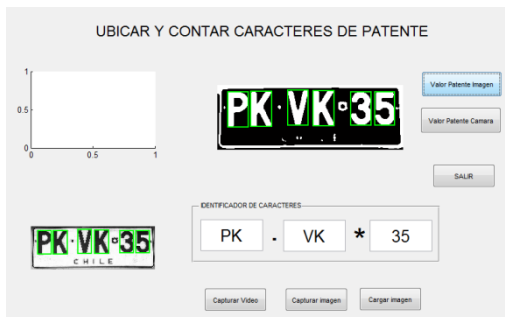 UBICAR Y CONTAR CARACTERES DE PATENTE
1
0.5
0
0 0.5 1
PK·VK·35
Valor Patente Imagen
Valor Patente Camara
SALIR
IDENTIFICADOR DE CARACTERES
PK . VK * 35
PK·VK·35
CHILE
Capturar Video
Capturar imagen
Cargar imagen